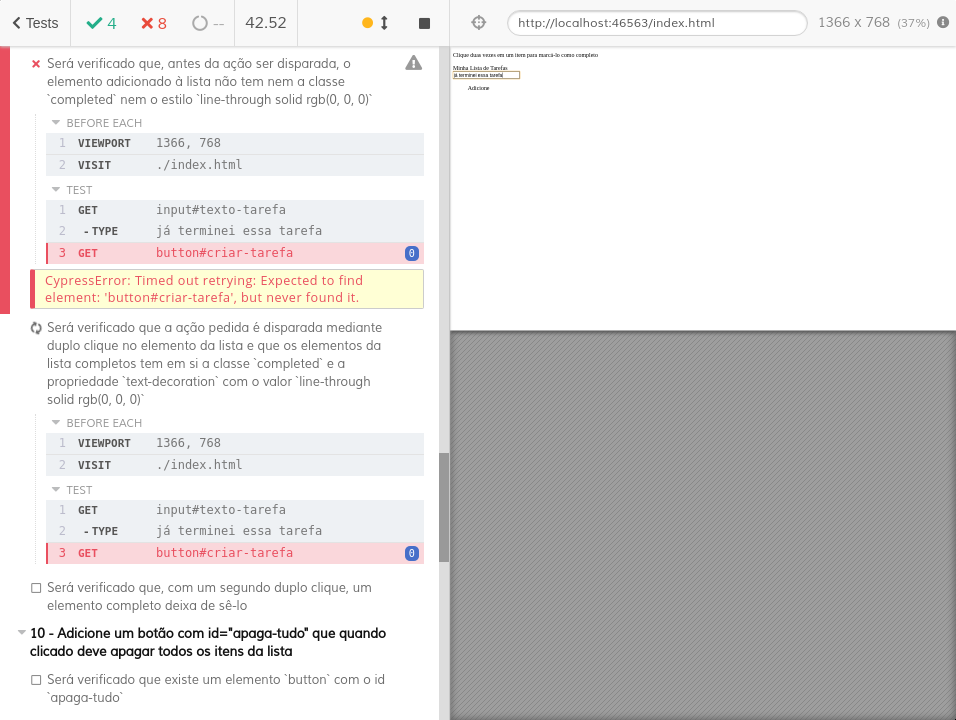 Tests 4 8 -- 42.52 http://localhost:46563/index.html 1366 x 768 (37%)
Será verificado que, antes da ação ser disparada, o
elemento adicionado à lista não tem nem a classe
`completed` nem o estilo `line-through solid rgb(0, 0, 0)`
BEFORE EACH
1 VIEWPORT 1366, 768
2 VISIT ./index.html
TEST
1 GET input#texto-tarefa
2 -TYPE já terminei essa tarefa
3 GET button#criar-tarefa 0
CypressError: Timed out retrying: Expected to find
element: 'button#criar-tarefa', but never found it.
Será verificado que a ação pedida é disparada mediante
duplo clique no elemento da lista e que os elementos da
lista completos tem em si a classe `completed` e a
propriedade `text-decoration` com o valor `line-through
solid rgb(0, 0, 0)`
BEFORE EACH
1 VIEWPORT 1366, 768
2 VISIT ./index.html
TEST
1 GET input#texto-tarefa
2 -TYPE já terminei essa tarefa
3 GET button#criar-tarefa 0
Será verificado que, com um segundo duplo clique, um
elemento completo deixa de sê-lo
10 - Adicione um botão com id="apaga-tudo" que quando
clicado deve apagar todos os itens da lista
Será verificado que existe um elemento `button` com o id
`apaga-tudo`
Clique duas vezes em um item para marcá-lo como completo
Minha Lista de Tarefas
já terminei essa tarefa
Adicione